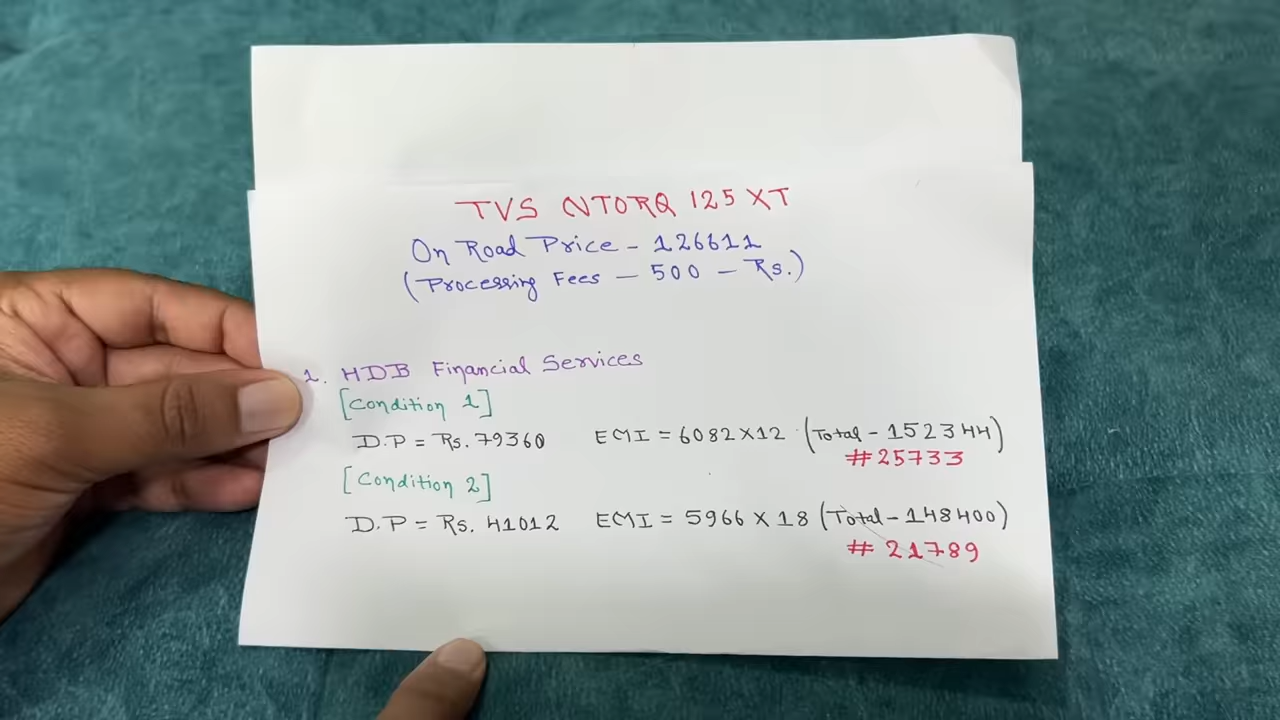 TVS NTORQ 125 XT
On Road Price - 126611
(Processing Fees - 500 - Rs.)
1. HDB Financial Services
[Condition 1]
D.P = Rs. 79360 EMI = 6082 X 12 (Total - 152344)
# 25733
[Condition 2]
D.P = Rs. 41012 EMI = 5966 X 18 (Total - 148400)
# 21789